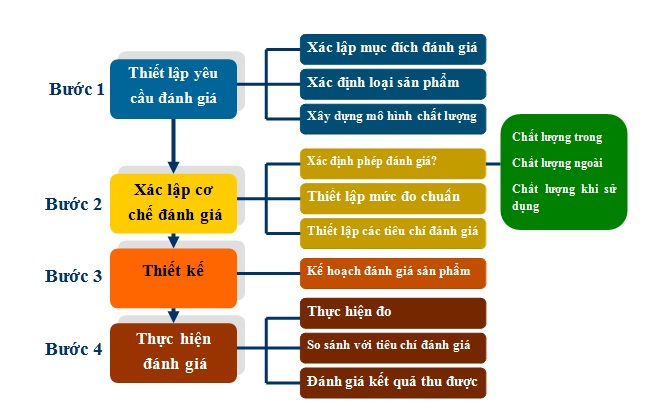 Bước 1
Thiết lập yêu
cầu đánh giá
Xác lập mục đích đánh giá
Xác định loại sản phẩm
Xây dựng mô hình chất lượng
Bước 2
Xác lập cơ
chế đánh giá
Xác định phép đánh giá?
Thiết lập mức đo chuẩn
Thiết lập các tiêu chí đánh giá
Chất lượng trong
Chất lượng ngoài
Chất lượng khi sử
dụng
Bước 3
Thiết kế
Kế hoạch đánh giá sản phẩm
Bước 4
Thực hiện
đánh giá
Thực hiện đo
So sánh với tiêu chí đánh giá
Đánh giá kết quả thu được